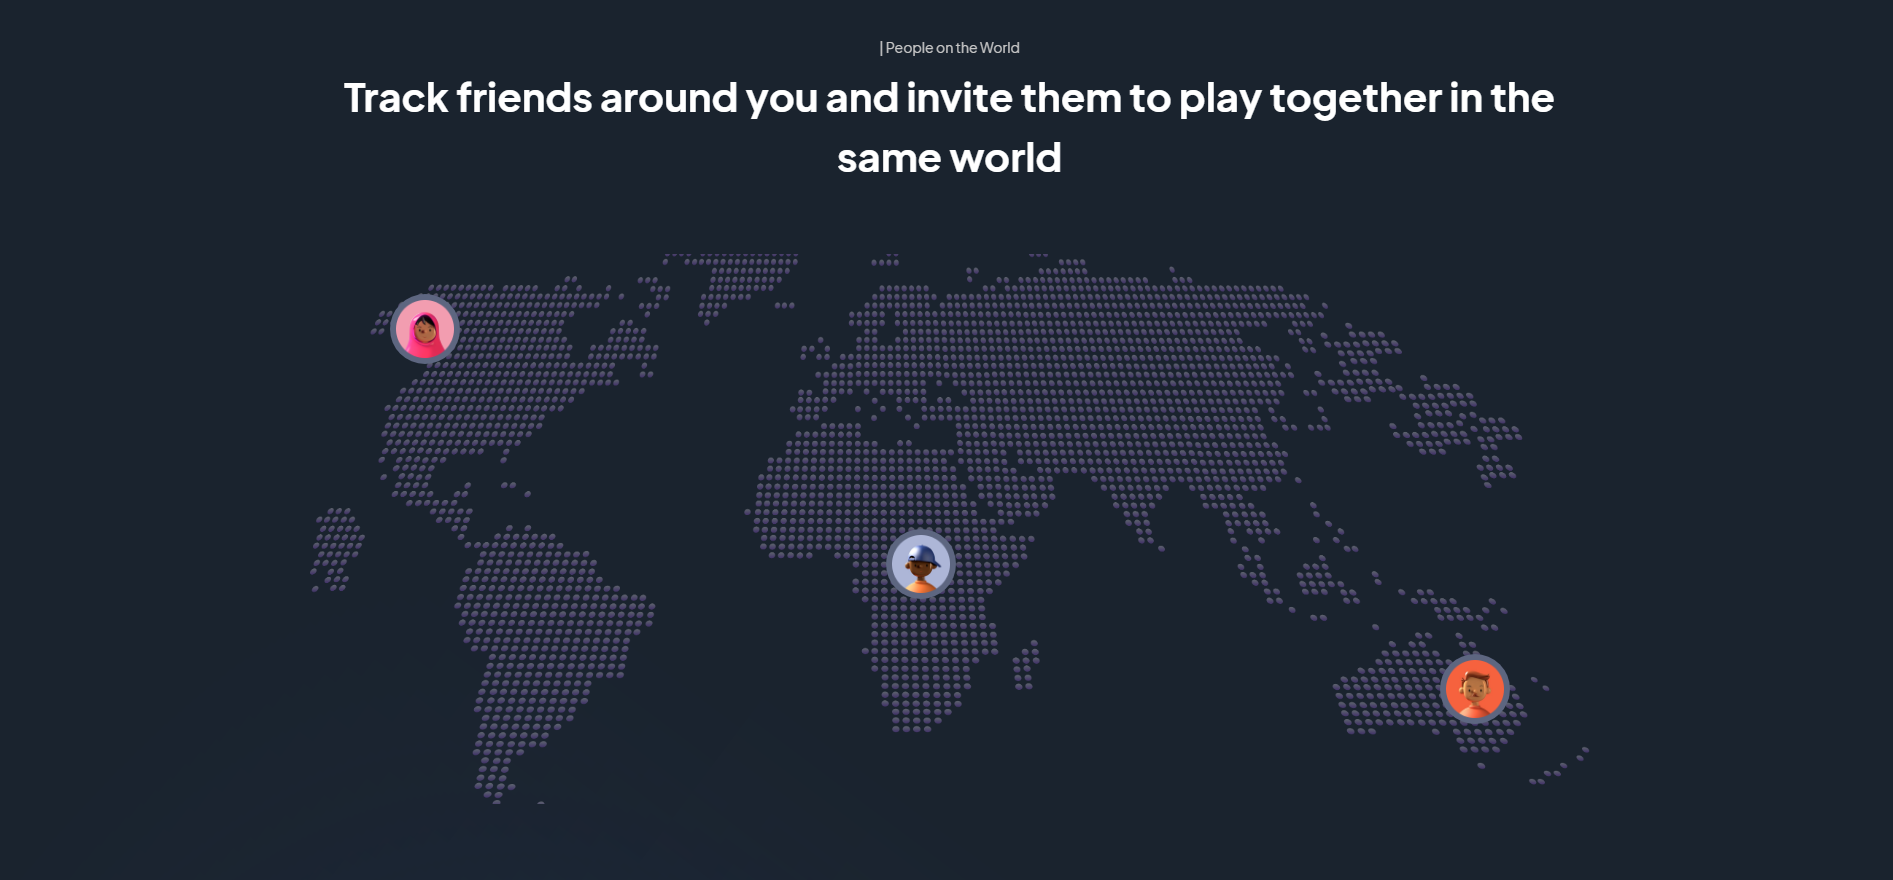 | People on the World
Track friends around you and invite them to play together in the
same world